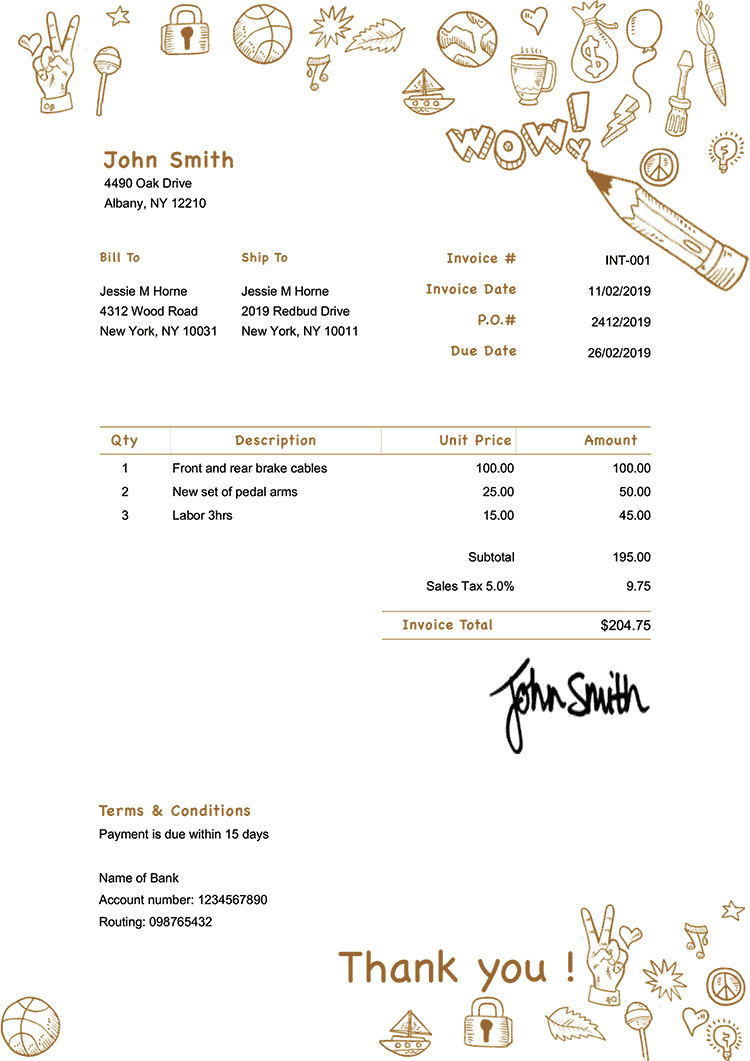 WOW!
John Smith
4490 Oak Drive
Albany, NY 12210
Bill To
Jessie M Horne
4312 Wood Road
New York, NY 10031
Ship To
Jessie M Horne
2019 Redbud Drive
New York, NY 10011
Invoice # INT-001
Invoice Date 11/02/2019
P.O.# 2412/2019
Due Date 26/02/2019
Qty Description Unit Price Amount
1 Front and rear brake cables 100.00 100.00
2 New set of pedal arms 25.00 50.00
3 Labor 3hrs 15.00 45.00
Subtotal 195.00
Sales Tax 5.0% 9.75
Invoice Total $204.75
John Smith
Terms & Conditions
Payment is due within 15 days
Name of Bank
Account number: 1234567890
Routing: 098765432
Thank you !